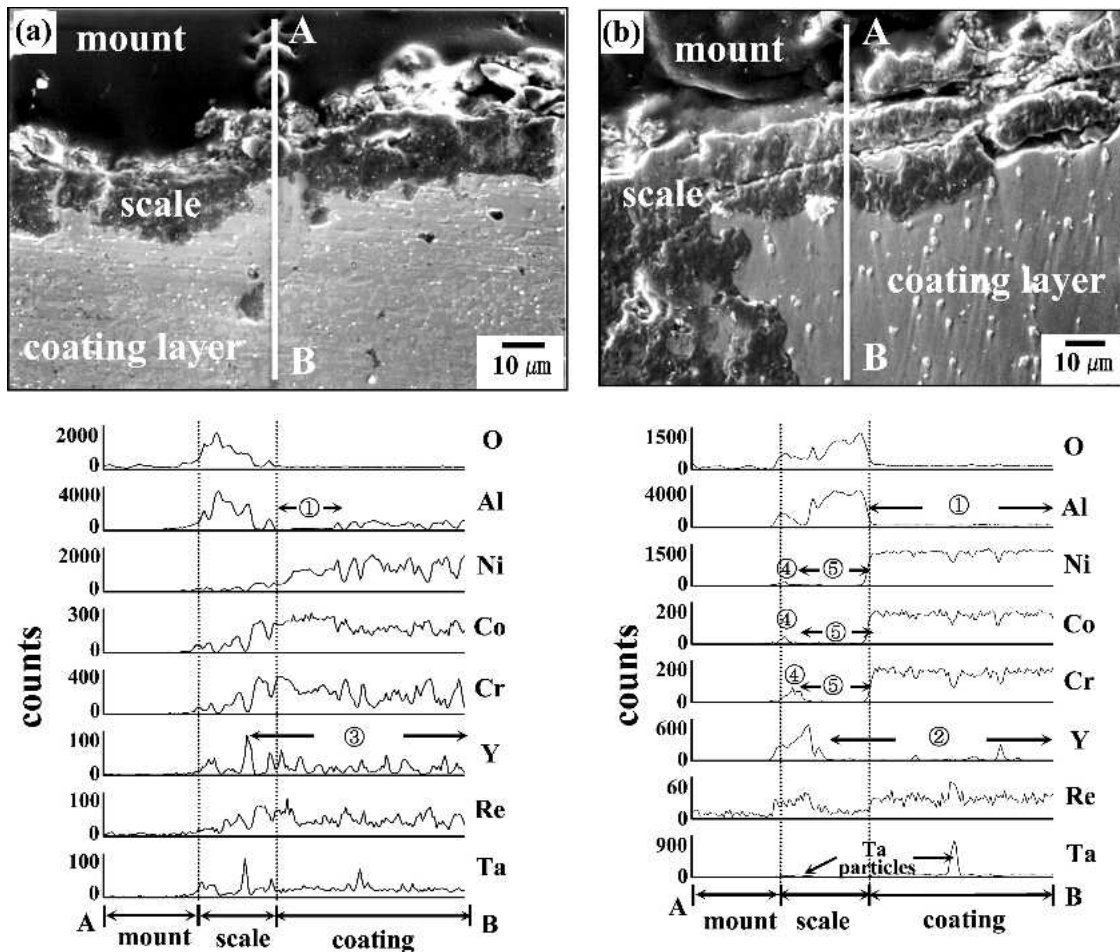 (a)
mount
A
scale
coating layer
B
10 μm
(b)
mount
A
scale
coating layer
B
10 μm
counts
2000
0
O
4000
0
①
Al
2000
0
Ni
300
0
Co
400
0
Cr
100
0
③
Y
100
0
Re
100
0
Ta
A
mount
scale
coating
B
counts
1500
0
O
4000
0
①
Al
1500
0
④
⑤
Ni
200
0
④
⑤
Co
200
0
④
⑤
Cr
600
0
②
Y
60
0
Re
900
0
Ta
particles
Ta
A
mount
scale
coating
B